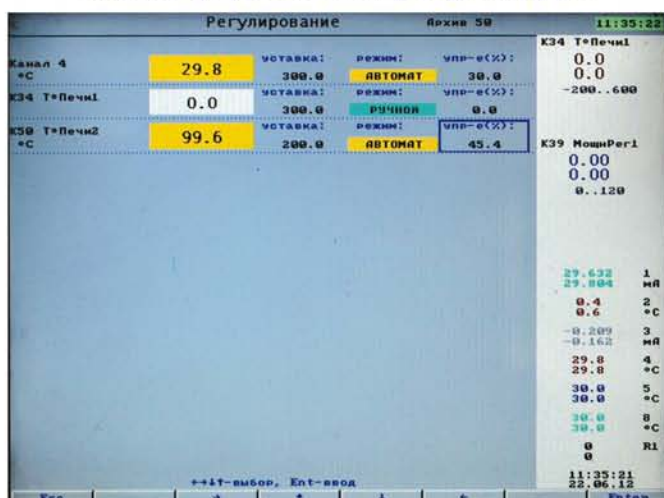 Регулирование Архив 50 11:35:22
Канал 4 °C 29.8 уставка: 300.0 режим: АВТОМАТ упр-е(%): 30.0
К34 Т°Печи1 0.0 уставка: 300.0 режим: РУЧНОЙ упр-е(%): 0.0
К50 Т°Печи2 °C 99.6 уставка: 200.0 режим: АВТОМАТ упр-е(%): 45.4
К34 Т°Печи1
0.0
0.0
-200..600
К39 МощнРег1
0.00
0.00
0..120
29.632 1
29.804 мА
0.4 2
0.6 °C
-0.209 3
-0.162 мА
29.8 4
29.8 °C
30.0 5
30.0 °C
30.0 8
30.0 °C
0 R1
0
11:35:21
22.06.12
←→↓↑-выбор, Ent-ввод
Esc Enter